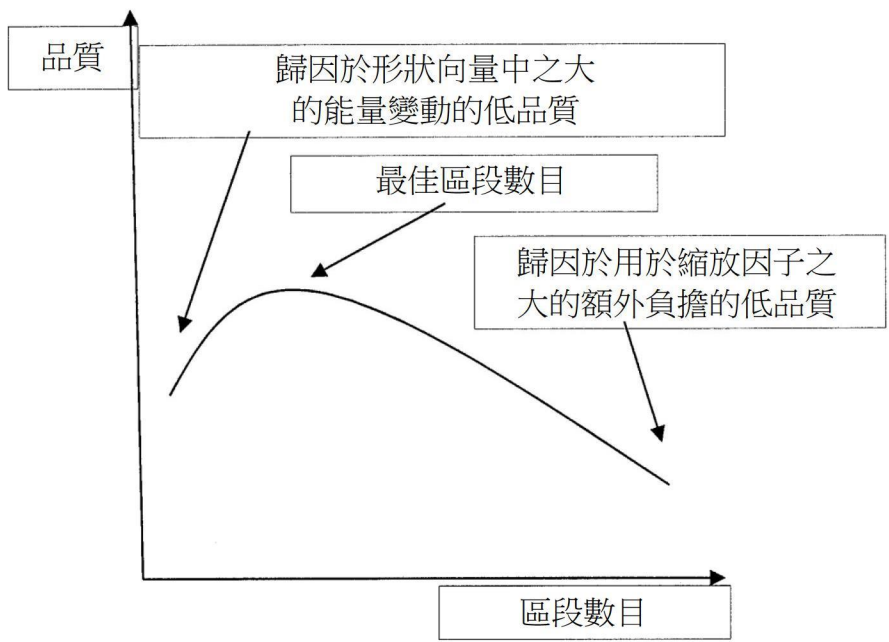 品質
歸因於形狀向量中之大
的能量變動的低品質
最佳區段數目
歸因於用於縮放因子之
大的額外負擔的低品質
區段數目